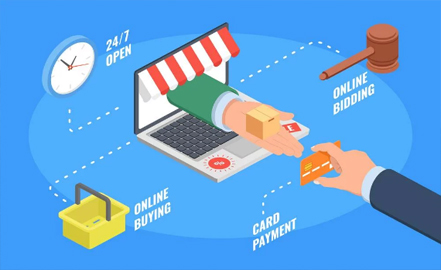 24/7
OPEN
ONLINE
BIDDING
ONLINE
BUYING
CARD
PAYMENT